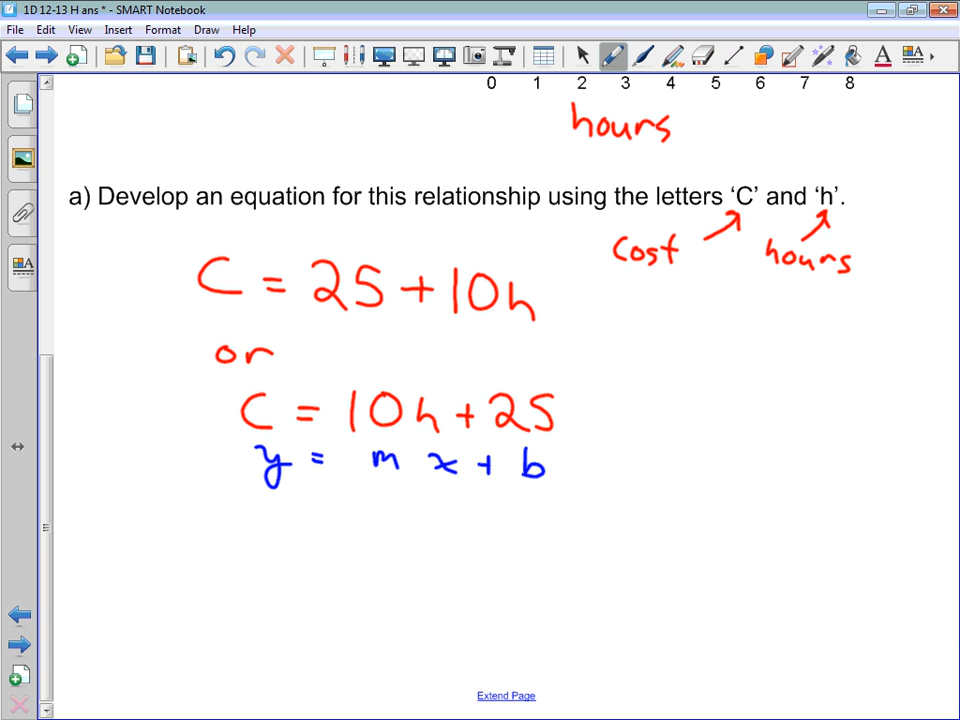 1D 12-13 H ans * - SMART Notebook
File Edit View Insert Format Draw Help
0 1 2 3 4 5 6 7 8
hours
a) Develop an equation for this relationship using the letters ‘C’ and ‘h’.
cost hours
C = 25 + 10h
or
C = 10h + 25
y = m x + b
Extend Page